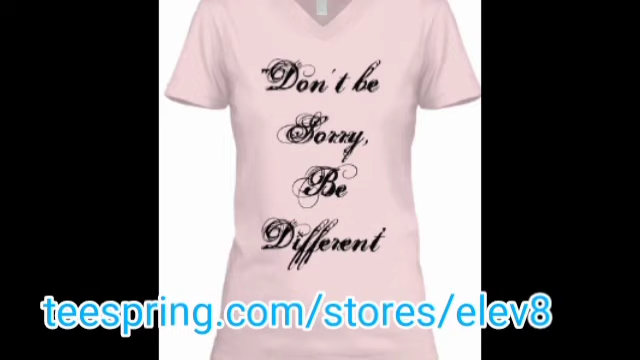 "Don't be
Sorry,
Be
Different
teespring.com/stores/elev8